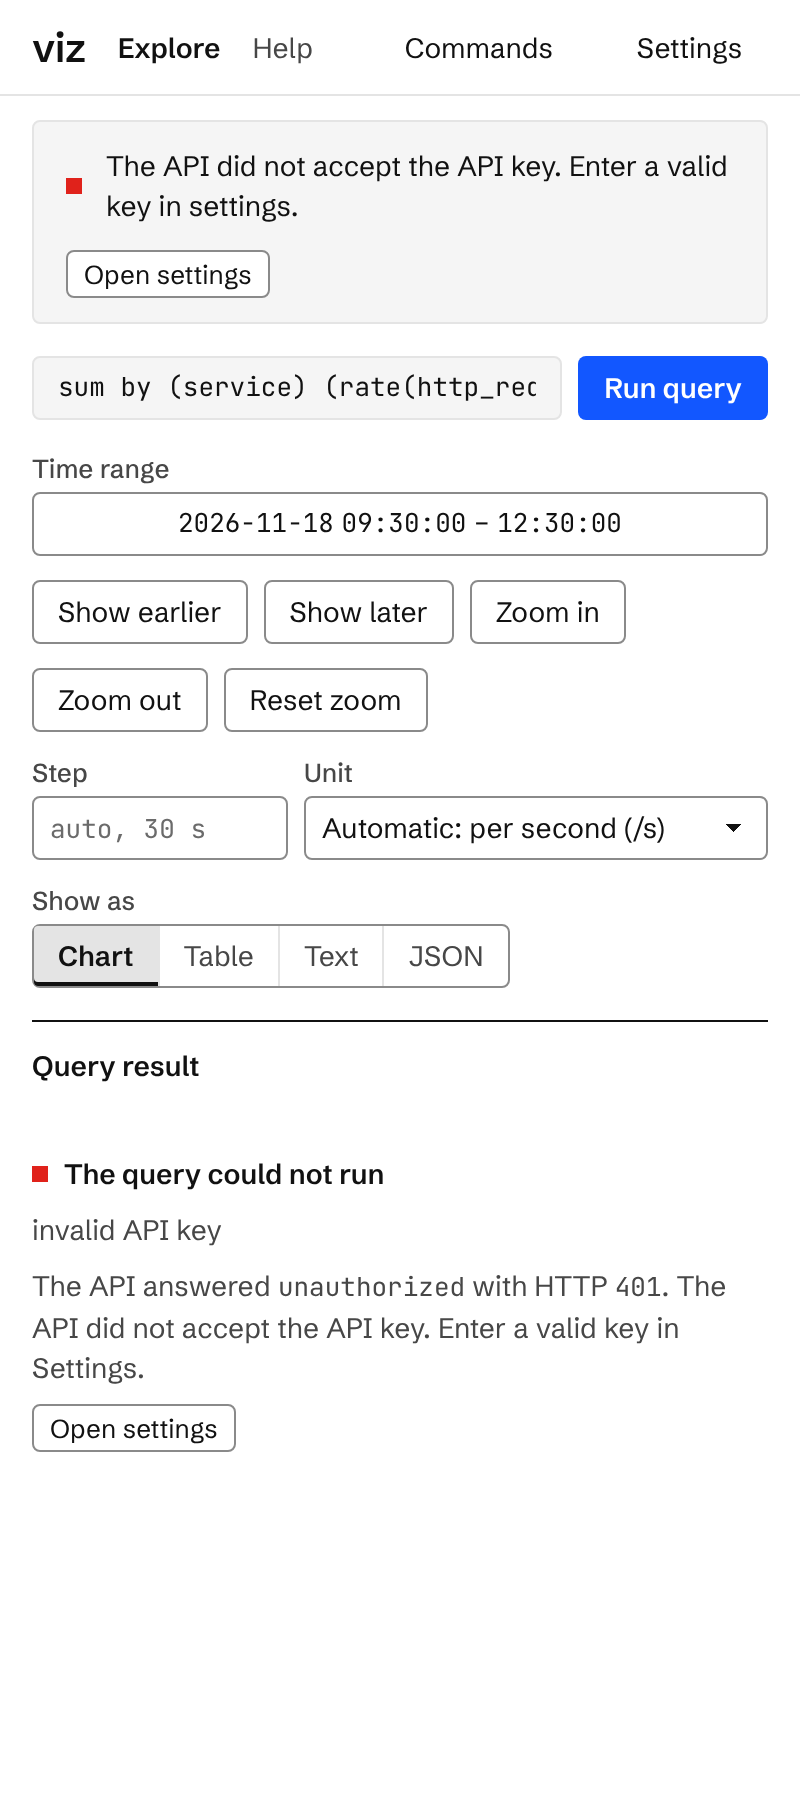 viz Explore Help Commands Settings
The API did not accept the API key. Enter a valid
key in settings.
Open settings
sum by (service) (rate(http_rec Run query
Time range
2026-11-18 09:30:00 – 12:30:00
Show earlier Show later Zoom in
Zoom out Reset zoom
Step Unit
auto, 30 s Automatic: per second (/s)
Show as
Chart Table Text JSON
Query result
The query could not run
invalid API key
The API answered unauthorized with HTTP 401. The
API did not accept the API key. Enter a valid key in
Settings.
Open settings